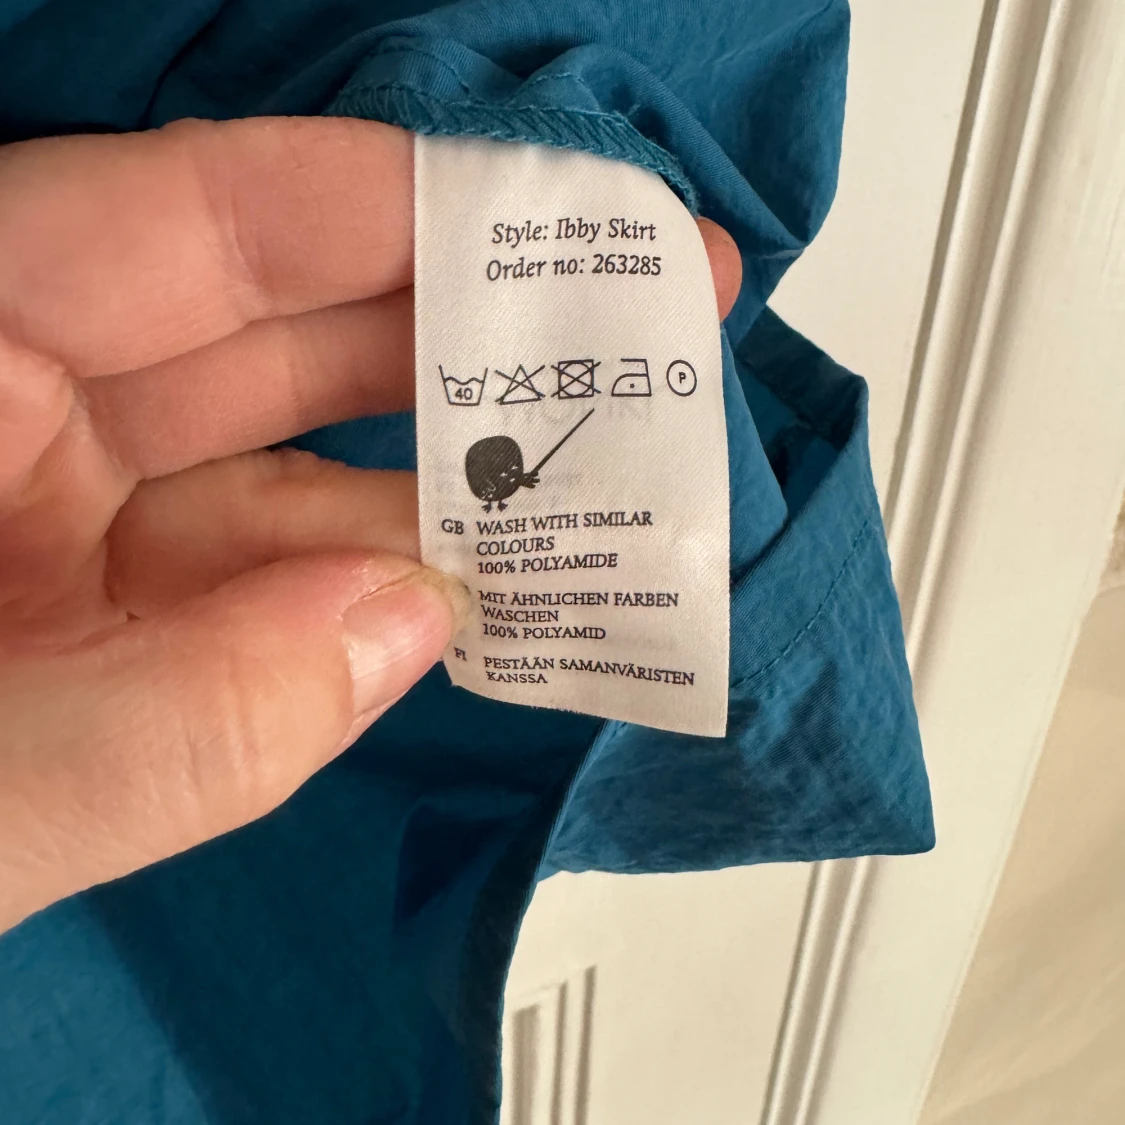 Style: Ibby Skirt
Order no: 263285
40
P
GB WASH WITH SIMILAR
COLOURS
100% POLYAMIDE
MIT ÄHNLICHEN FARBEN
WASCHEN
100% POLYAMID
FI PESTÄÄN SAMANVÄRISTEN
KANSSA